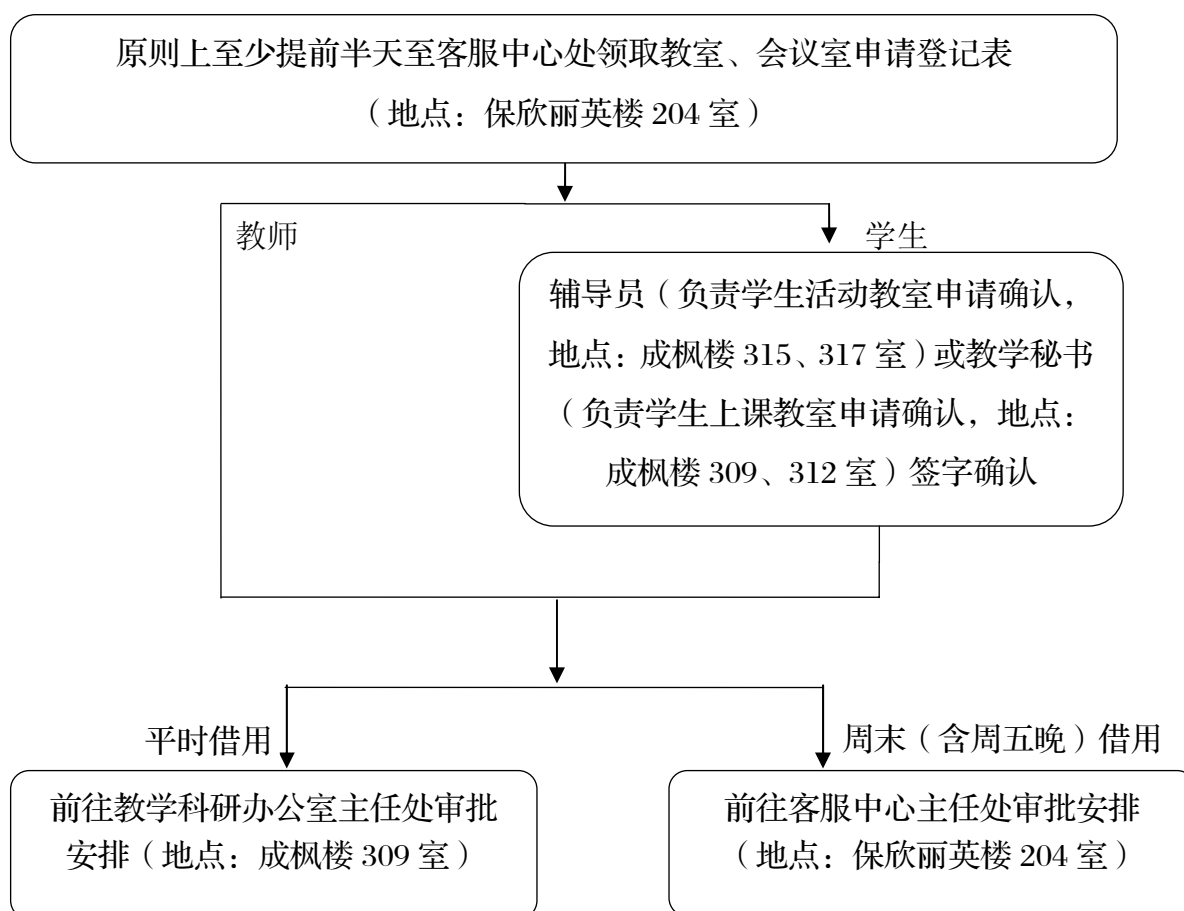 原则上至少提前半天至客服中心处领取教室、会议室申请登记表
（地点：保欣丽英楼 204 室）
教师
学生
辅导员（负责学生活动教室申请确认，
地点：成枫楼 315、317 室）或教学秘书
（负责学生上课教室申请确认，地点：
成枫楼 309、312 室）签字确认
平时借用
周末（含周五晚）借用
前往教学科研办公室主任处审批
安排（地点：成枫楼 309 室）
前往客服中心主任处审批安排
（地点：保欣丽英楼 204 室）